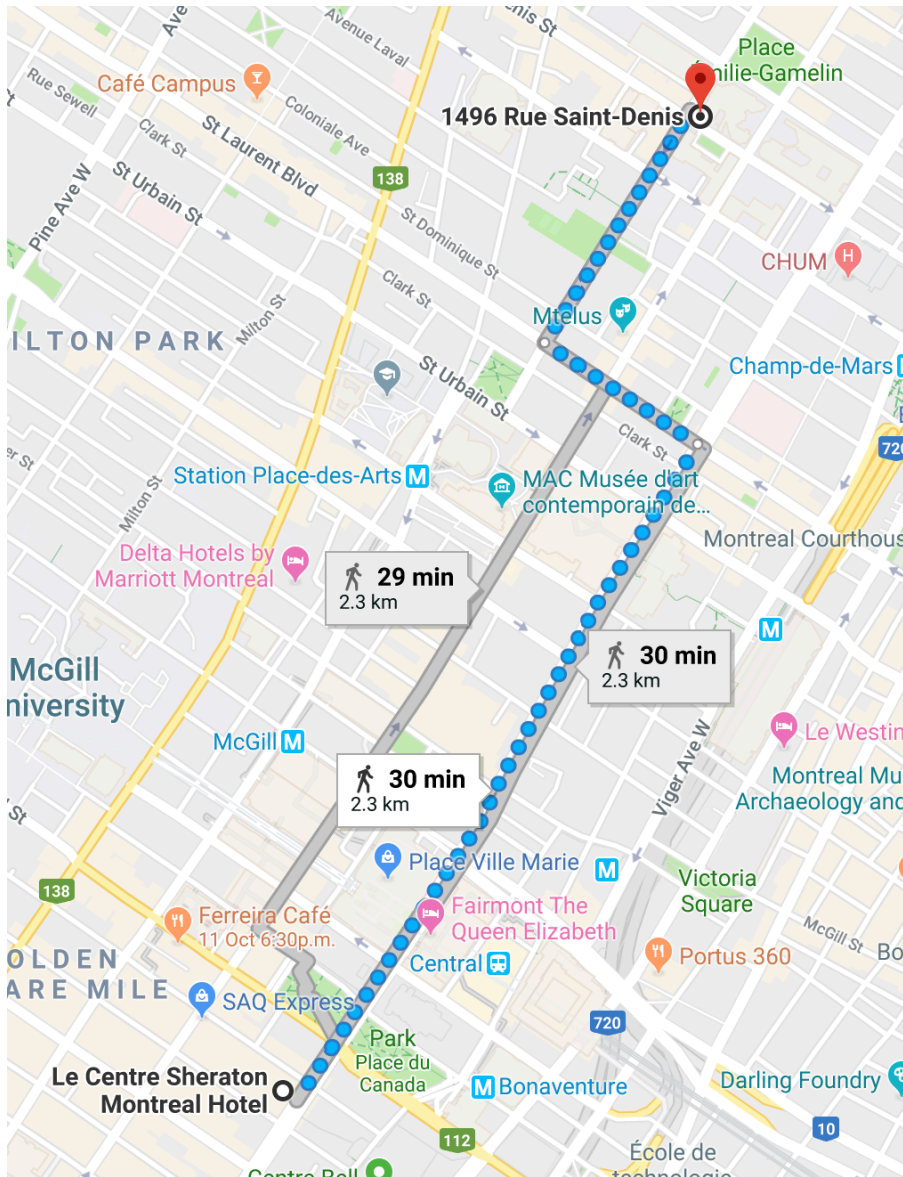 Place
Émilie-Gamelin
Avenue Laval
Café Campus
Rue Sewell
Coloniale Ave
1496 Rue Saint-Denis
Clark St
St Laurent Blvd
138
St Urbain St
Pine Ave W
St Dominique St
CHUM
H
Clark St
Milton St
Mtelus
ILTON PARK
Champ-de-Mars
St Urbain St
Clark St
720
Station Place-des-Arts M
MAC Musée d'art
contemporain de...
Milton St
Montreal Courthous
Delta Hotels by
Marriott Montreal
29 min
2.3 km
M
30 min
2.3 km
McGill
niversity
McGill M
Le Westin
Viger Ave W
30 min
2.3 km
Montreal Mu
Archaeology and
Place Ville Marie
M
138
Victoria
Square
Ferreira Café
11 Oct 6:30p.m.
Fairmont The
Queen Elizabeth
McGill St
Portus 360
Bo
OLDEN
ARE MILE
Central
SAQ Express
720
Park
Place du
Canada
Le Centre Sheraton
Montreal Hotel
M Bonaventure
Darling Foundry
10
112
École de
technologie
Centre Bell